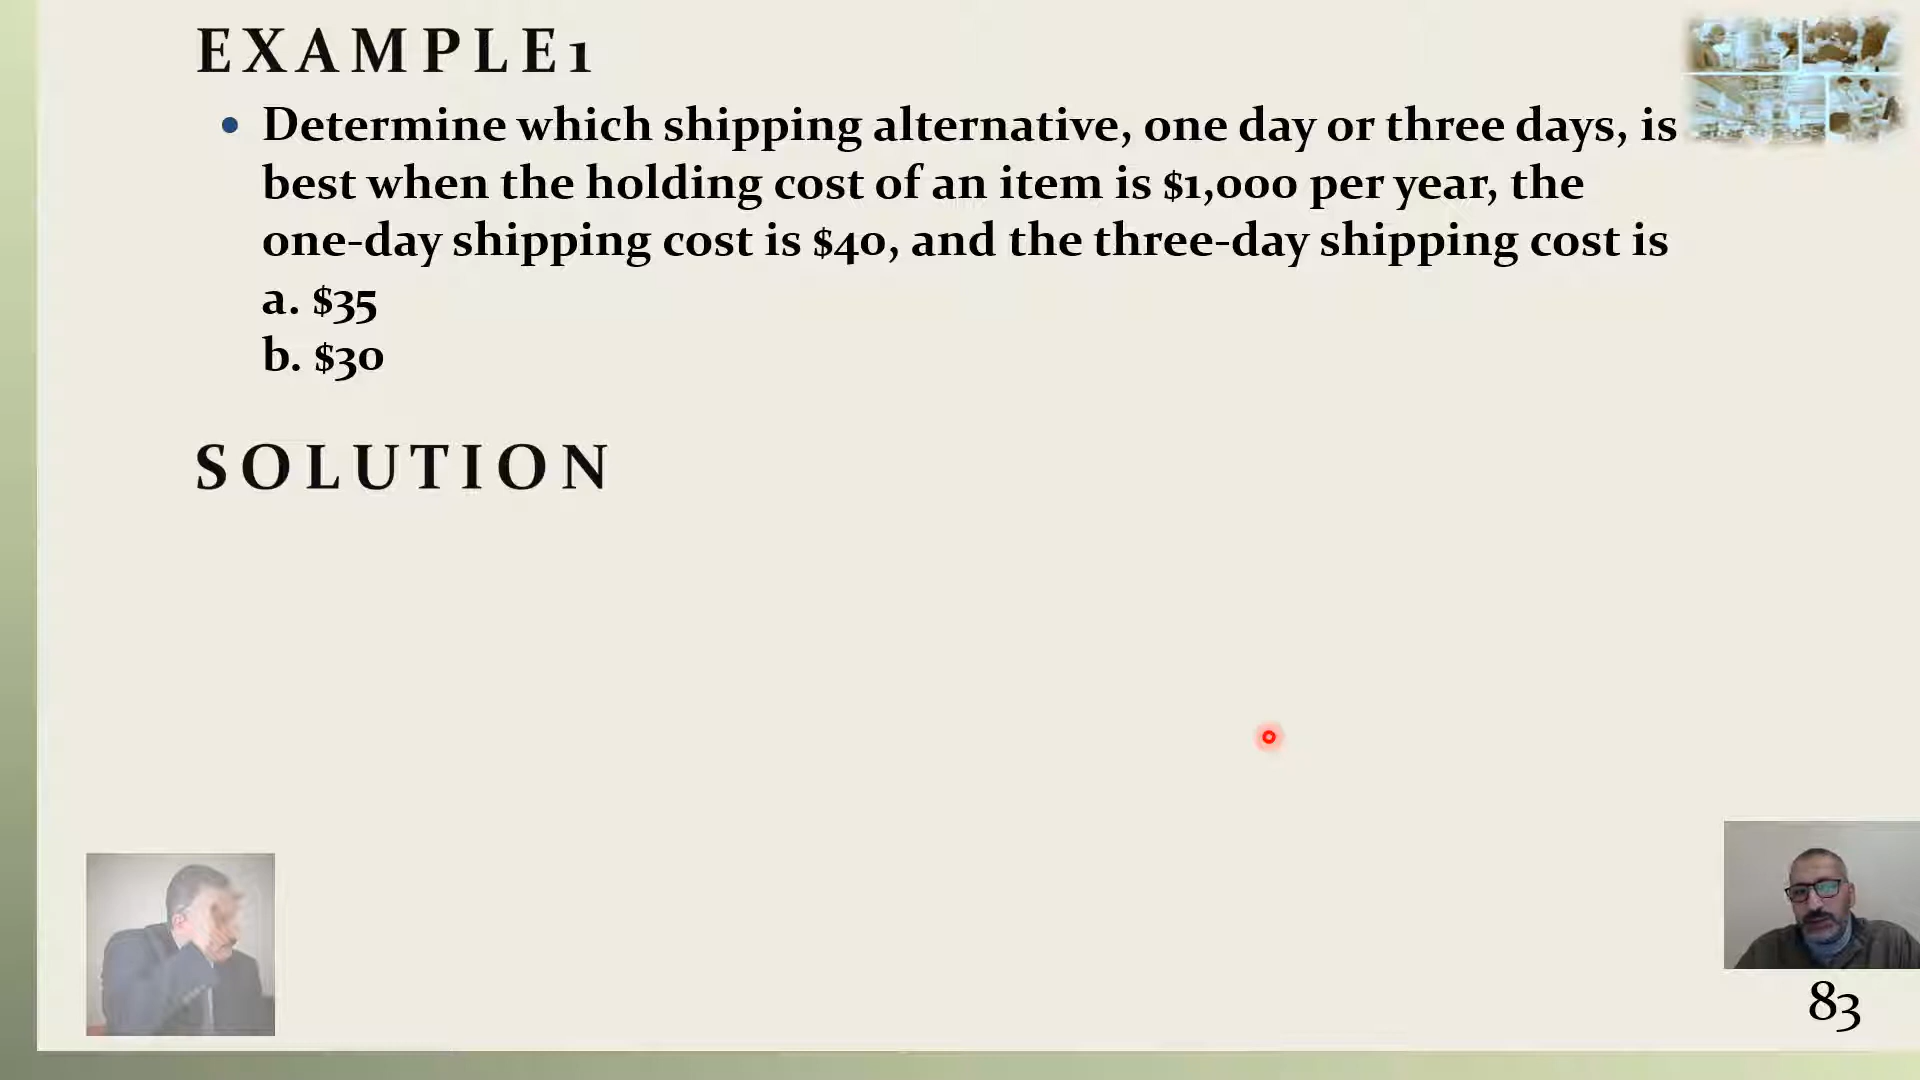 EXAMPLE1
• Determine which shipping alternative, one day or three days, is
best when the holding cost of an item is $1,000 per year, the
one-day shipping cost is $40, and the three-day shipping cost is
a. $35
b. $30
SOLUTION
83